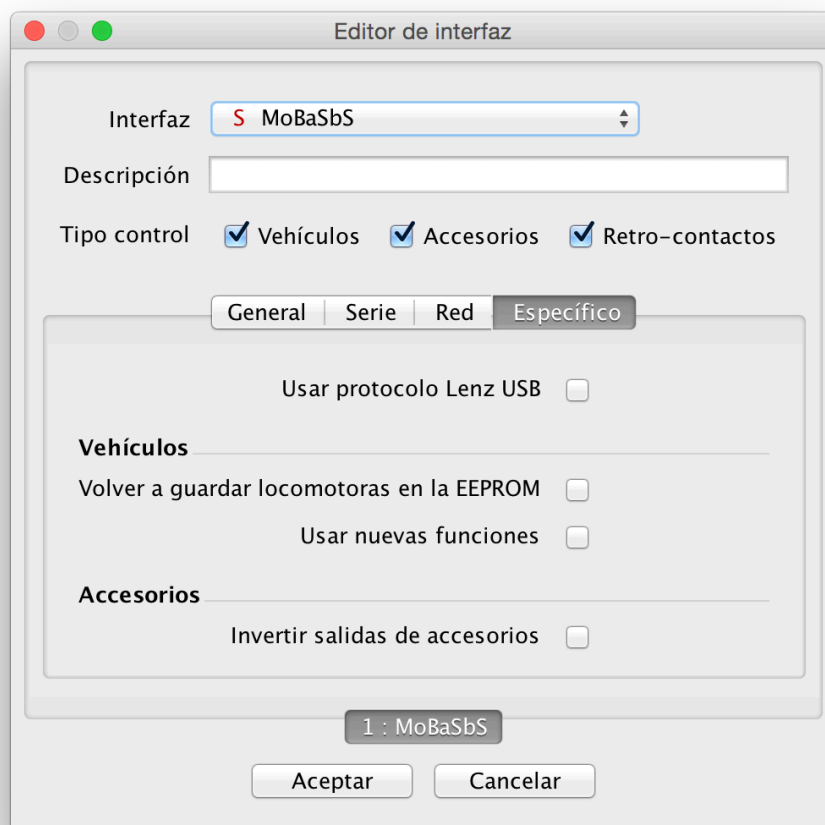 Editor de interfaz
Interfaz S MoBaSbS
Descripción
Tipo control Vehículos Accesorios Retro-contactos
General Serie Red Específico
Usar protocolo Lenz USB
Vehículos
Volver a guardar locomotoras en la EEPROM
Usar nuevas funciones
Accesorios
Invertir salidas de accesorios
1 : MoBaSbS
Aceptar Cancelar